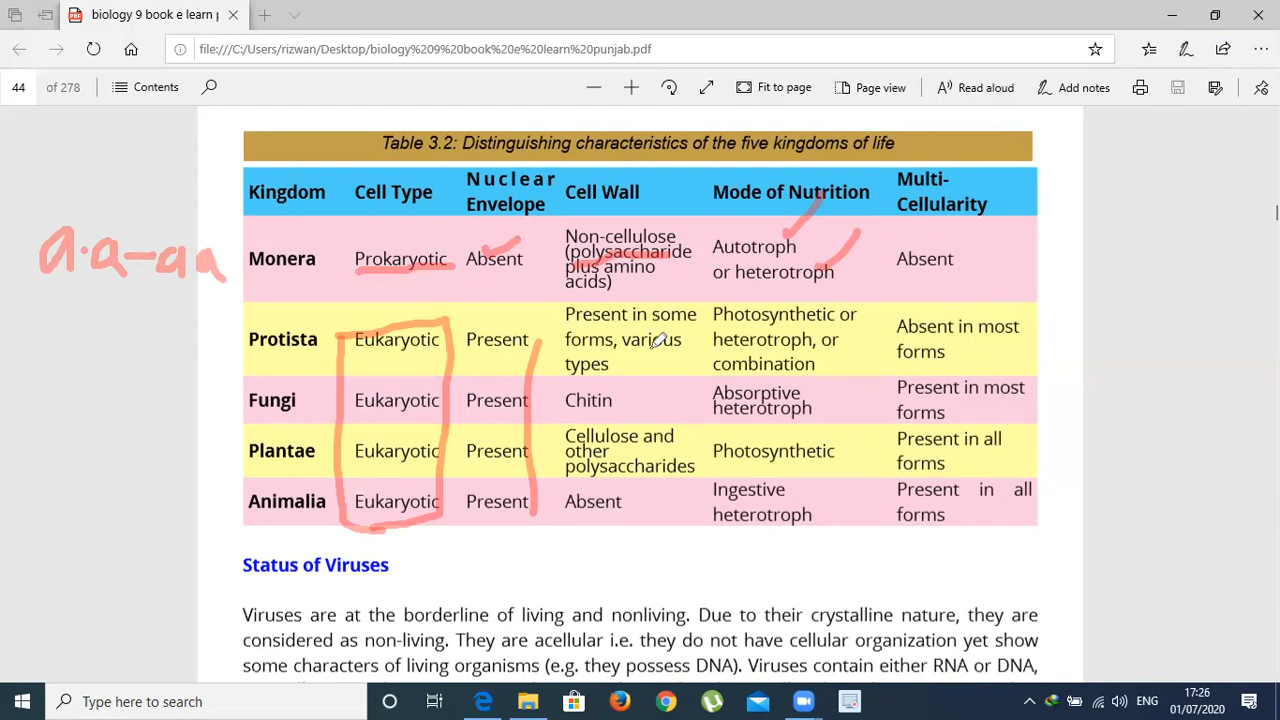 biology 9 book e learn p
file:///C:/Users/rizwan/Desktop/biology%209%20book%20e%20learn%20punjab.pdf
44 of 278 Contents Fit to page Page view Read aloud Add notes
Table 3.2: Distinguishing characteristics of the five kingdoms of life
Kingdom Cell Type Nuclear Envelope Cell Wall Mode of Nutrition Multi-Cellularity
a.a-aa
Monera Prokaryotic Absent Non-cellulose (polysaccharide plus amino acids) Autotroph or heterotroph Absent
Protista Eukaryotic Present Present in some forms, various types Photosynthetic or heterotroph, or combination Absent in most forms
Fungi Eukaryotic Present Chitin Absorptive heterotroph Present in most forms
Plantae Eukaryotic Present Cellulose and other polysaccharides Photosynthetic Present in all forms
Animalia Eukaryotic Present Absent Ingestive heterotroph Present in all forms
Status of Viruses
Viruses are at the borderline of living and nonliving. Due to their crystalline nature, they are
considered as non-living. They are acellular i.e. they do not have cellular organization yet show
some characters of living organisms (e.g. they possess DNA). Viruses contain either RNA or DNA,
Type here to search
ENG
17:26
01/07/2020